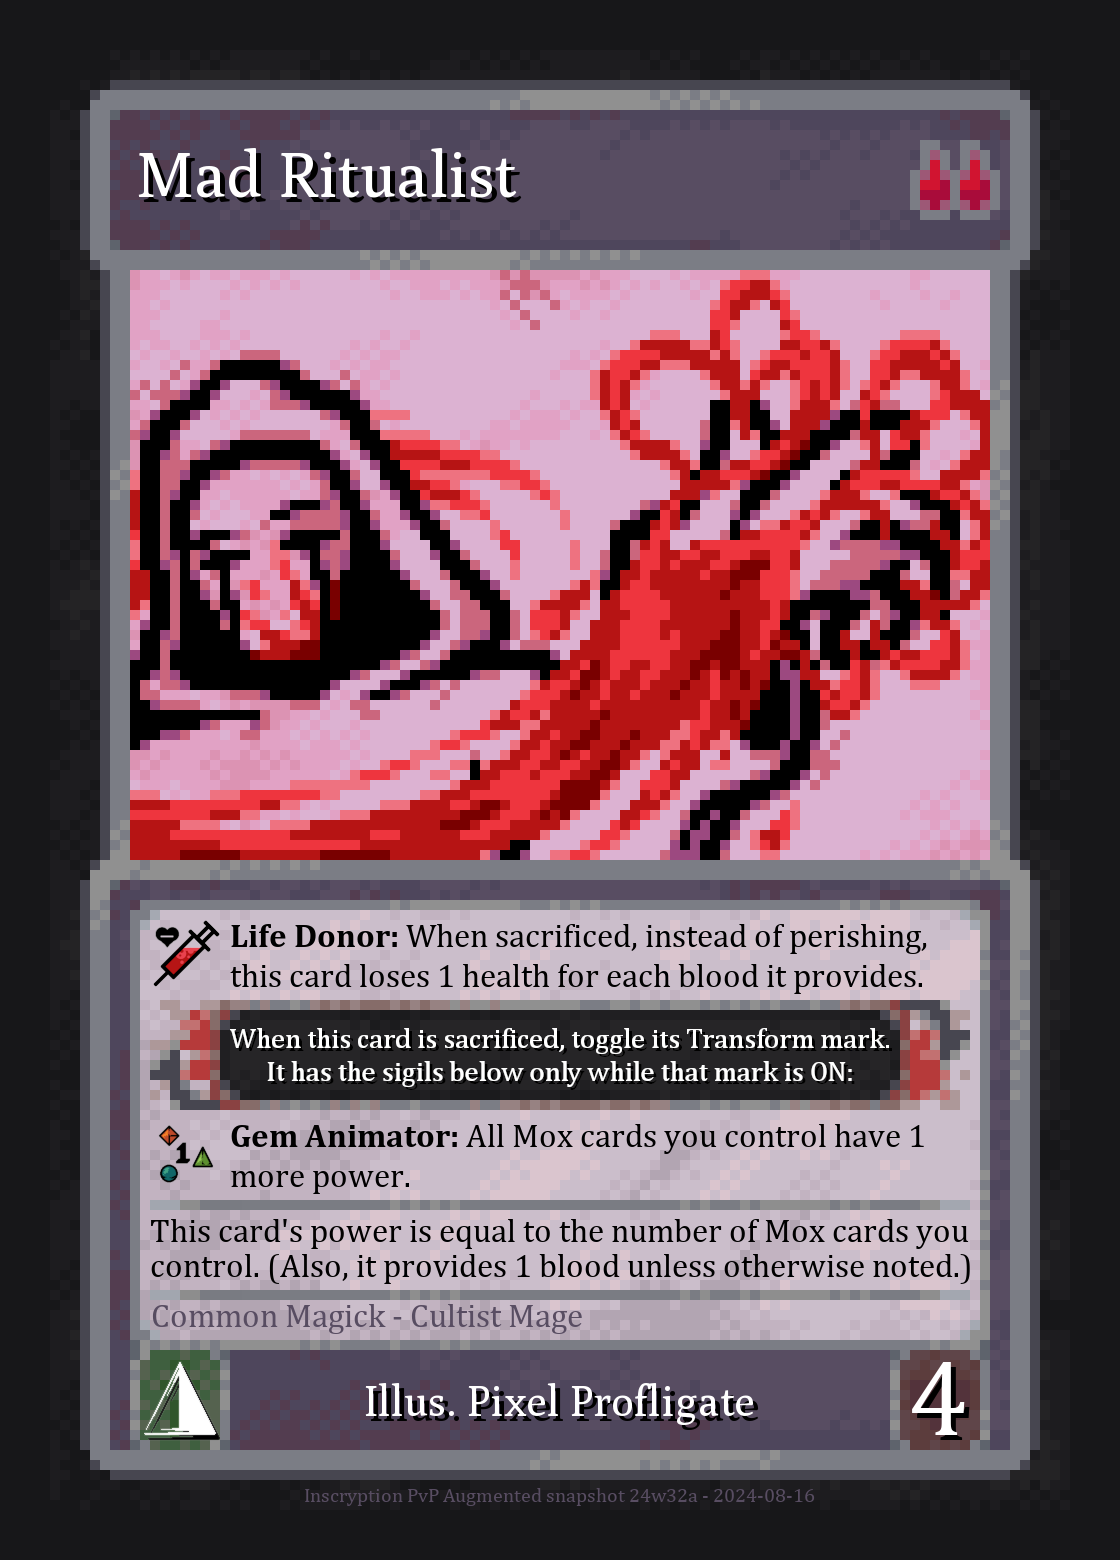 Mad Ritualist
Life Donor: When sacrificed, instead of perishing,
this card loses 1 health for each blood it provides.
When this card is sacrificed, toggle its Transform mark.
It has the sigils below only while that mark is ON:
1
Gem Animator: All Mox cards you control have 1
more power.
This card's power is equal to the number of Mox cards you
control. (Also, it provides 1 blood unless otherwise noted.)
Common Magick - Cultist Mage
Illus. Pixel Profligate
4
Inscryption PvP Augmented snapshot 24w32a - 2024-08-16